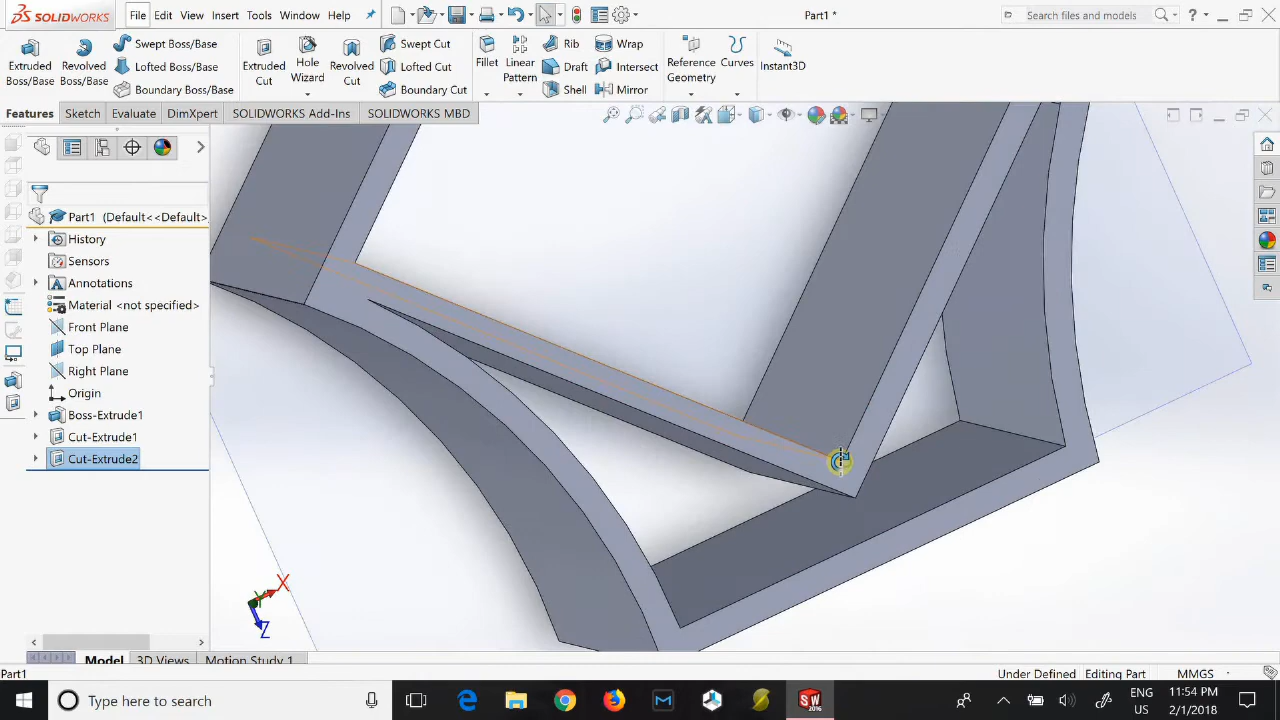 SOLIDWORKS File Edit View Insert Tools Window Help Part1 * Search files and models ?
Extruded Boss/Base
Revolved Boss/Base
Swept Boss/Base
Lofted Boss/Base
Boundary Boss/Base
Extruded Cut
Hole Wizard
Revolved Cut
Swept Cut
Lofted Cut
Boundary Cut
Fillet
Linear Pattern
Rib
Draft
Shell
Wrap
Intersect
Mirror
Reference Geometry
Curves
Instant3D
Features Sketch Evaluate DimXpert SOLIDWORKS Add-Ins SOLIDWORKS MBD
Part1 (Default<<Default>
History
Sensors
Annotations
Material <not specified>
Front Plane
Top Plane
Right Plane
Origin
Boss-Extrude1
Cut-Extrude1
Cut-Extrude2
X
Y
Z
Model 3D Views Motion Study 1
Part1 Under Defined Editing Part MMGS
Type here to search
SW
2016
ENG
US
11:54 PM
2/1/2018